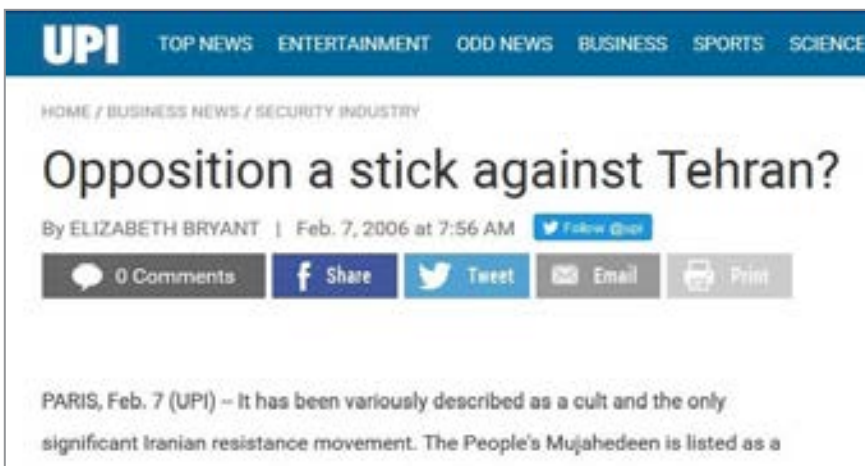 UPI TOP NEWS ENTERTAINMENT ODD NEWS BUSINESS SPORTS SCIENCE
HOME / BUSINESS NEWS / SECURITY INDUSTRY
Opposition a stick against Tehran?
By ELIZABETH BRYANT | Feb. 7, 2006 at 7:56 AM Follow @upi
0 Comments f Share Tweet Email Print
PARIS, Feb. 7 (UPI) -- It has been variously described as a cult and the only
significant Iranian resistance movement. The People's Mujahedeen is listed as a